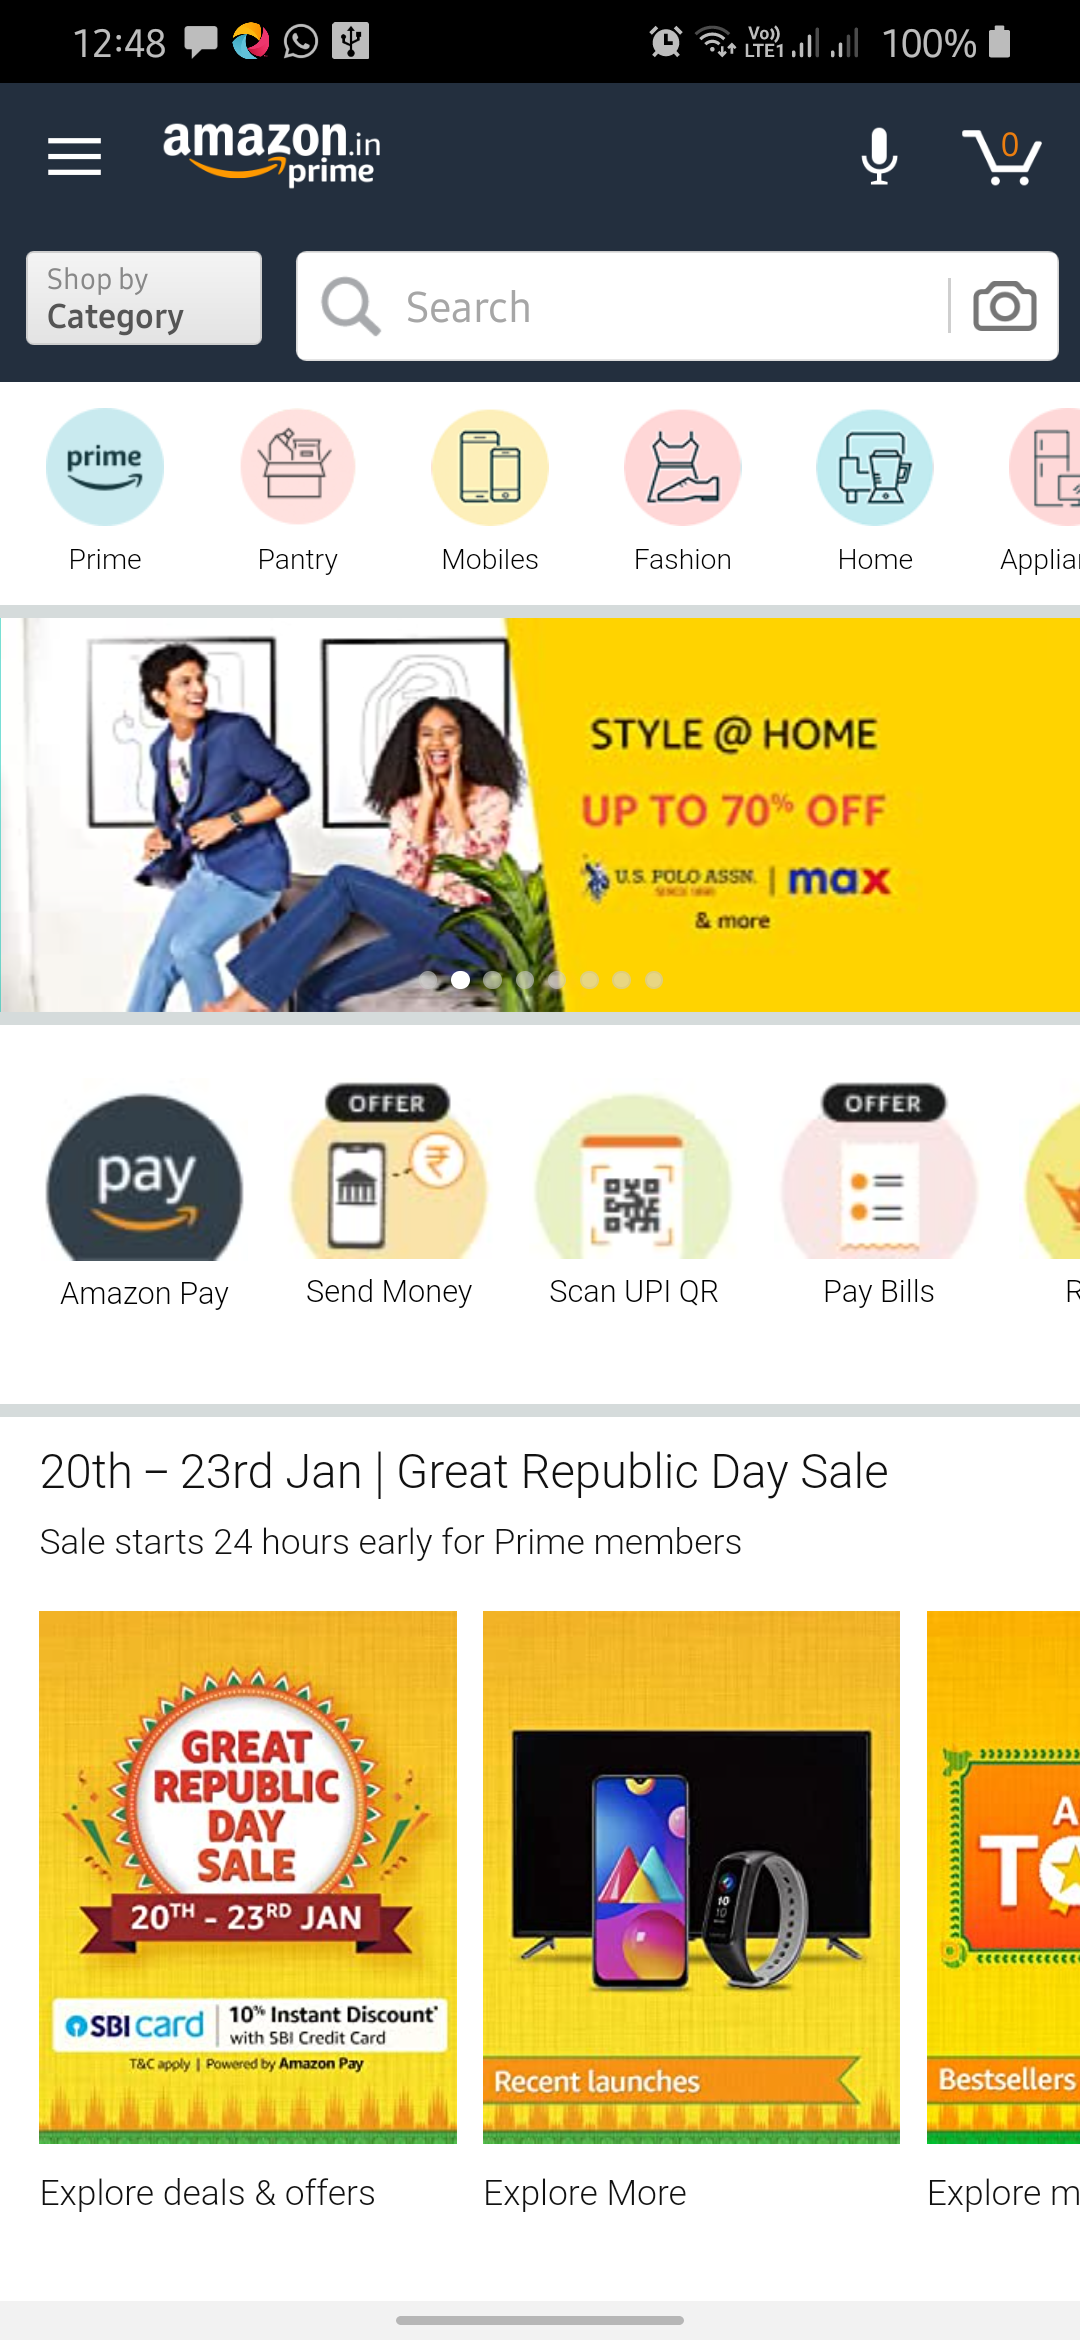 12:48
Vo)) LTE1
100%
amazon.in
prime
0
Shop by
Category
Search
prime
Prime
Pantry
Mobiles
Fashion
Home
Applia
STYLE @ HOME
UP TO 70% OFF
U.S. POLO ASSN. | max
SINCE 1890
& more
OFFER
OFFER
pay
₹
Amazon Pay
Send Money
Scan UPI QR
Pay Bills
R
20th – 23rd Jan | Great Republic Day Sale
Sale starts 24 hours early for Prime members
GREAT
REPUBLIC
DAY
SALE
20TH - 23RD JAN
SBI card
10% Instant Discount*
with SBI Credit Card
T&C apply | Powered by Amazon Pay
Explore deals & offers
10
10
Recent launches
Explore More
A
TO
Bestsellers
Explore m